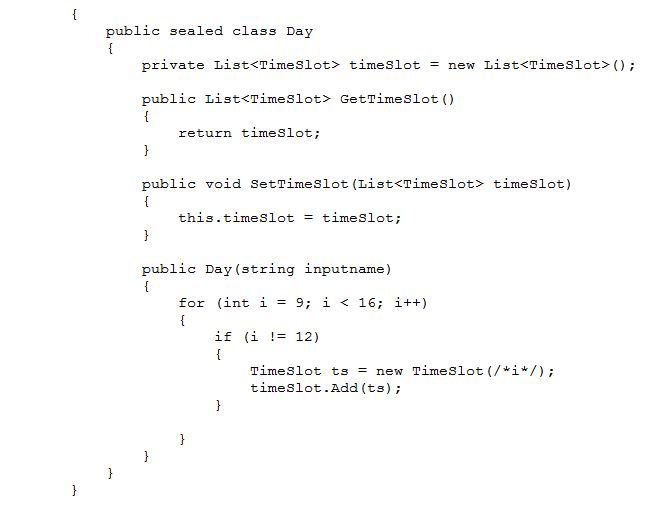 {
    public sealed class Day
    {
        private List<TimeSlot> timeSlot = new List<TimeSlot>();

        public List<TimeSlot> GetTimeSlot()
        {
            return timeSlot;
        }

        public void SetTimeSlot(List<TimeSlot> timeSlot)
        {
            this.timeSlot = timeSlot;
        }

        public Day(string inputname)
        {
            for (int i = 9; i < 16; i++)
            {
                if (i != 12)
                {
                    TimeSlot ts = new TimeSlot(/*i*/);
                    timeSlot.Add(ts);
                }

            }
        }
    }
}